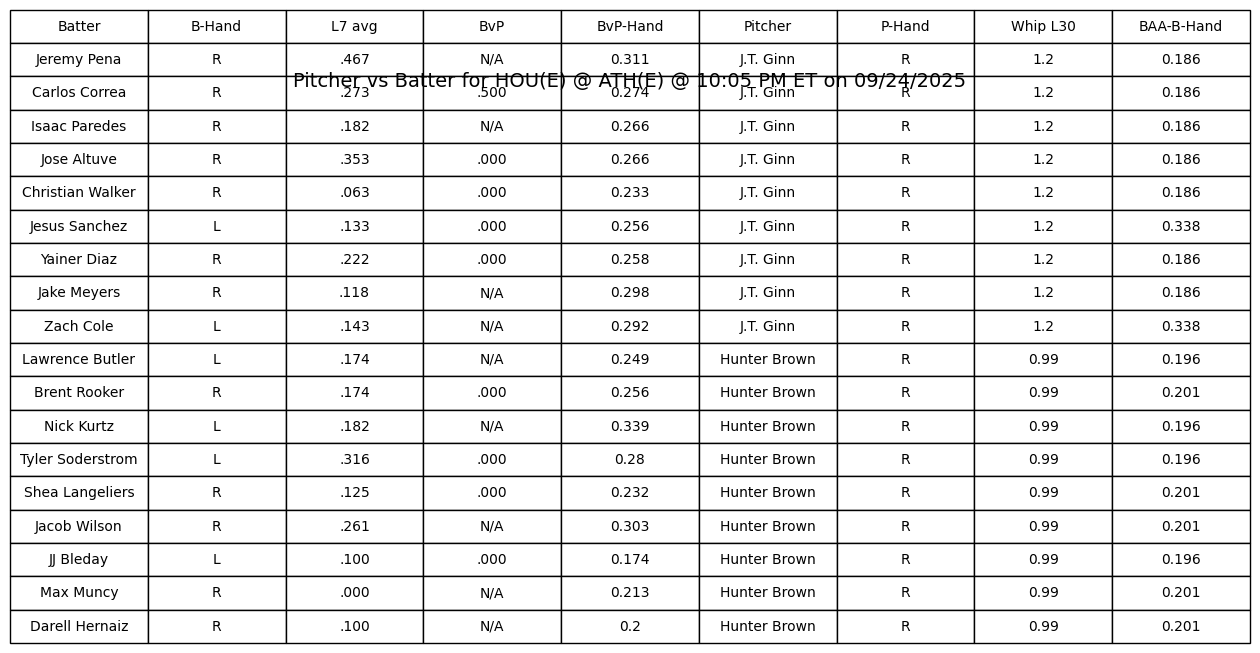 Batter B-Hand L7 avg BvP BvP-Hand Pitcher P-Hand Whip L30 BAA-B-Hand
Jeremy Pena R .467 N/A 0.311 J.T. Ginn R 1.2 0.186
Pitcher vs Batter for HOU(E) @ ATH(E) @ 10:05 PM ET on 09/24/2025
Carlos Correa R .273 .500 0.274 J.T. Ginn R 1.2 0.186
Isaac Paredes R .182 N/A 0.266 J.T. Ginn R 1.2 0.186
Jose Altuve R .353 .000 0.266 J.T. Ginn R 1.2 0.186
Christian Walker R .063 .000 0.233 J.T. Ginn R 1.2 0.186
Jesus Sanchez L .133 .000 0.256 J.T. Ginn R 1.2 0.338
Yainer Diaz R .222 .000 0.258 J.T. Ginn R 1.2 0.186
Jake Meyers R .118 N/A 0.298 J.T. Ginn R 1.2 0.186
Zach Cole L .143 N/A 0.292 J.T. Ginn R 1.2 0.338
Lawrence Butler L .174 N/A 0.249 Hunter Brown R 0.99 0.196
Brent Rooker R .174 .000 0.256 Hunter Brown R 0.99 0.201
Nick Kurtz L .182 N/A 0.339 Hunter Brown R 0.99 0.196
Tyler Soderstrom L .316 .000 0.28 Hunter Brown R 0.99 0.196
Shea Langeliers R .125 .000 0.232 Hunter Brown R 0.99 0.201
Jacob Wilson R .261 N/A 0.303 Hunter Brown R 0.99 0.201
JJ Bleday L .100 .000 0.174 Hunter Brown R 0.99 0.196
Max Muncy R .000 N/A 0.213 Hunter Brown R 0.99 0.201
Darell Hernaiz R .100 N/A 0.2 Hunter Brown R 0.99 0.201